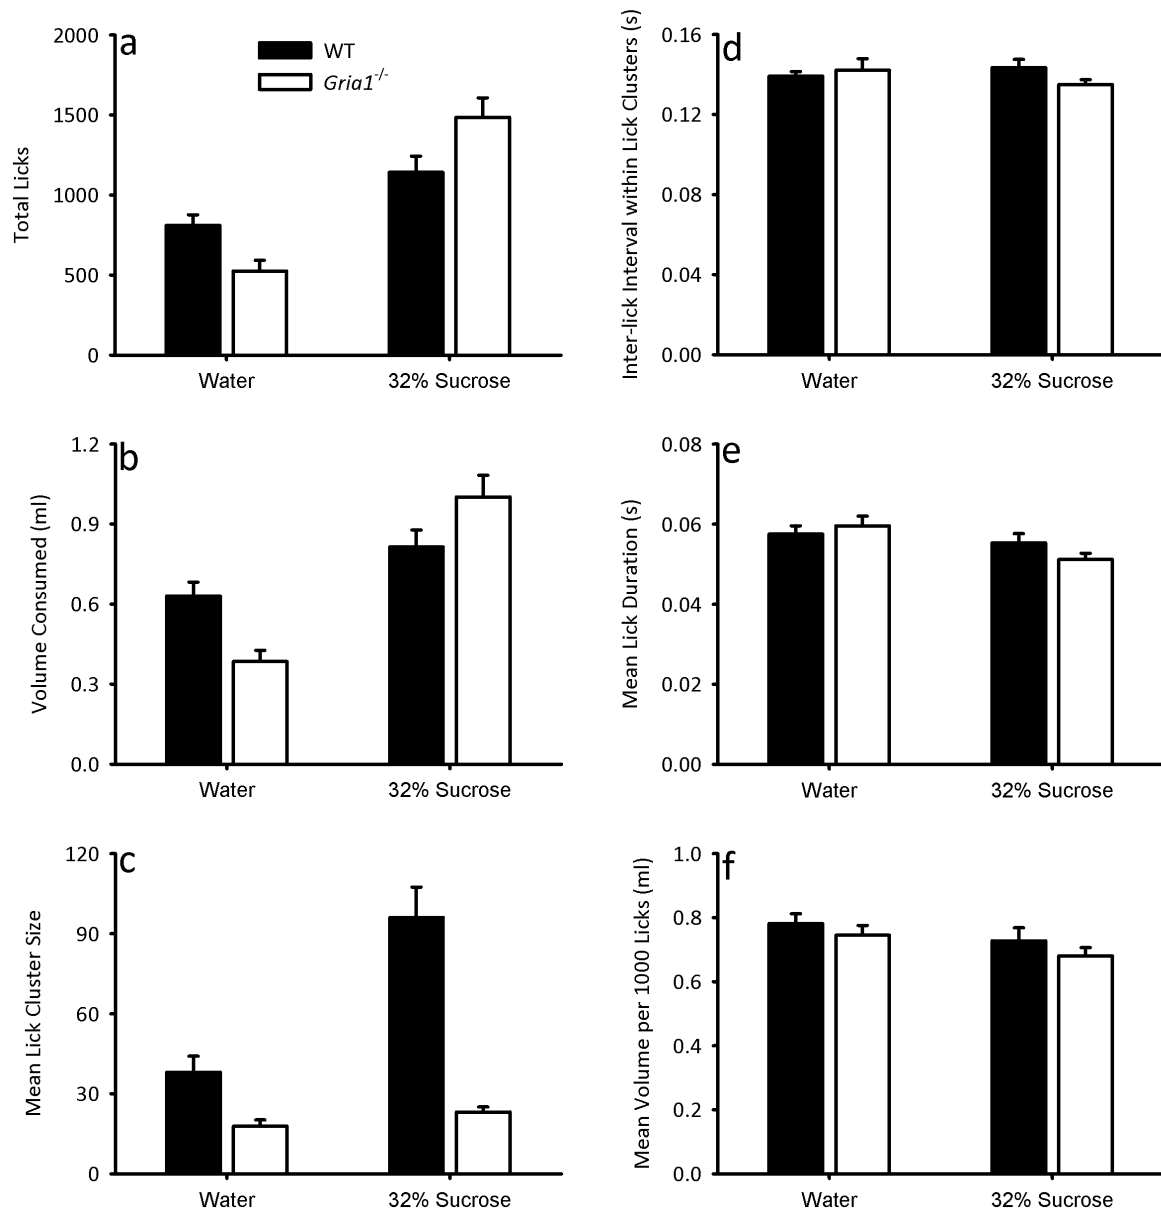 a
WT
Gria1-/-
Total Licks
2000
1500
1000
500
0
Water
32% Sucrose
d
Inter-lick Interval within Lick Clusters (s)
0.16
0.12
0.08
0.04
0.00
Water
32% Sucrose
b
Volume Consumed (ml)
1.2
0.9
0.6
0.3
0.0
Water
32% Sucrose
e
Mean Lick Duration (s)
0.08
0.06
0.04
0.02
0.00
Water
32% Sucrose
c
Mean Lick Cluster Size
120
90
60
30
0
Water
32% Sucrose
f
Mean Volume per 1000 Licks (ml)
1.0
0.8
0.6
0.4
0.2
0.0
Water
32% Sucrose